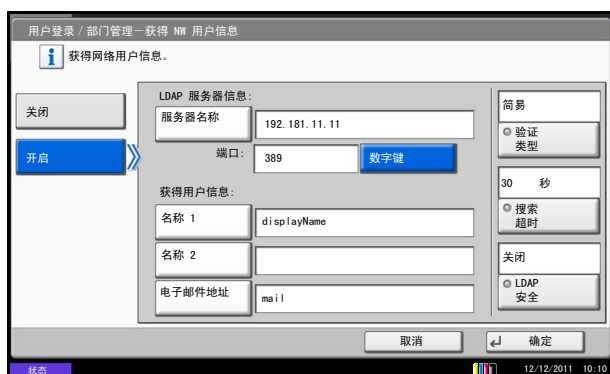 用户登录 / 部门管理－获得 NW 用户信息
获得网络用户信息。
关闭
开启
LDAP 服务器信息:
服务器名称
192.181.11.11
端口:
389
数字键
获得用户信息:
名称 1
displayName
名称 2
电子邮件地址
mail
简易
验证
类型
30 秒
搜索
超时
关闭
LDAP
安全
取消
确定
状态
12/12/2011 10:10